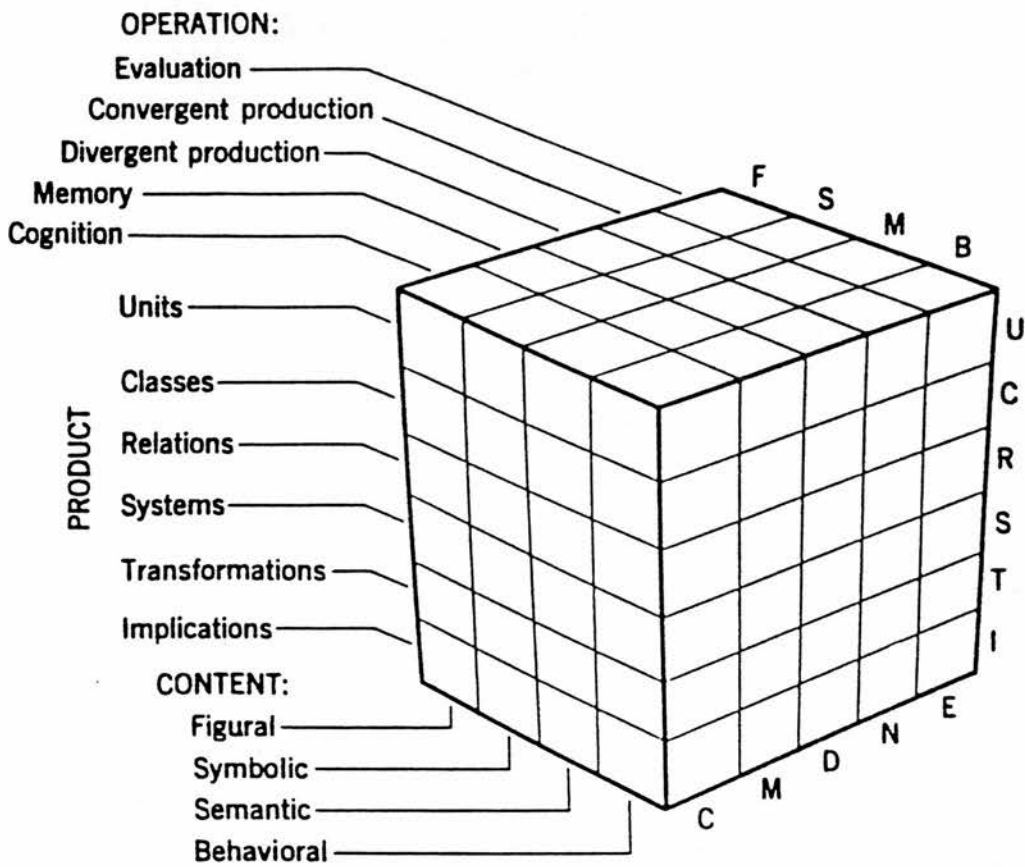 OPERATION:
Evaluation
Convergent production
Divergent production
Memory
Cognition
F
S
M
B
PRODUCT
Units
Classes
Relations
Systems
Transformations
Implications
U
C
R
S
T
I
CONTENT:
Figural
Symbolic
Semantic
Behavioral
C
M
D
N
E